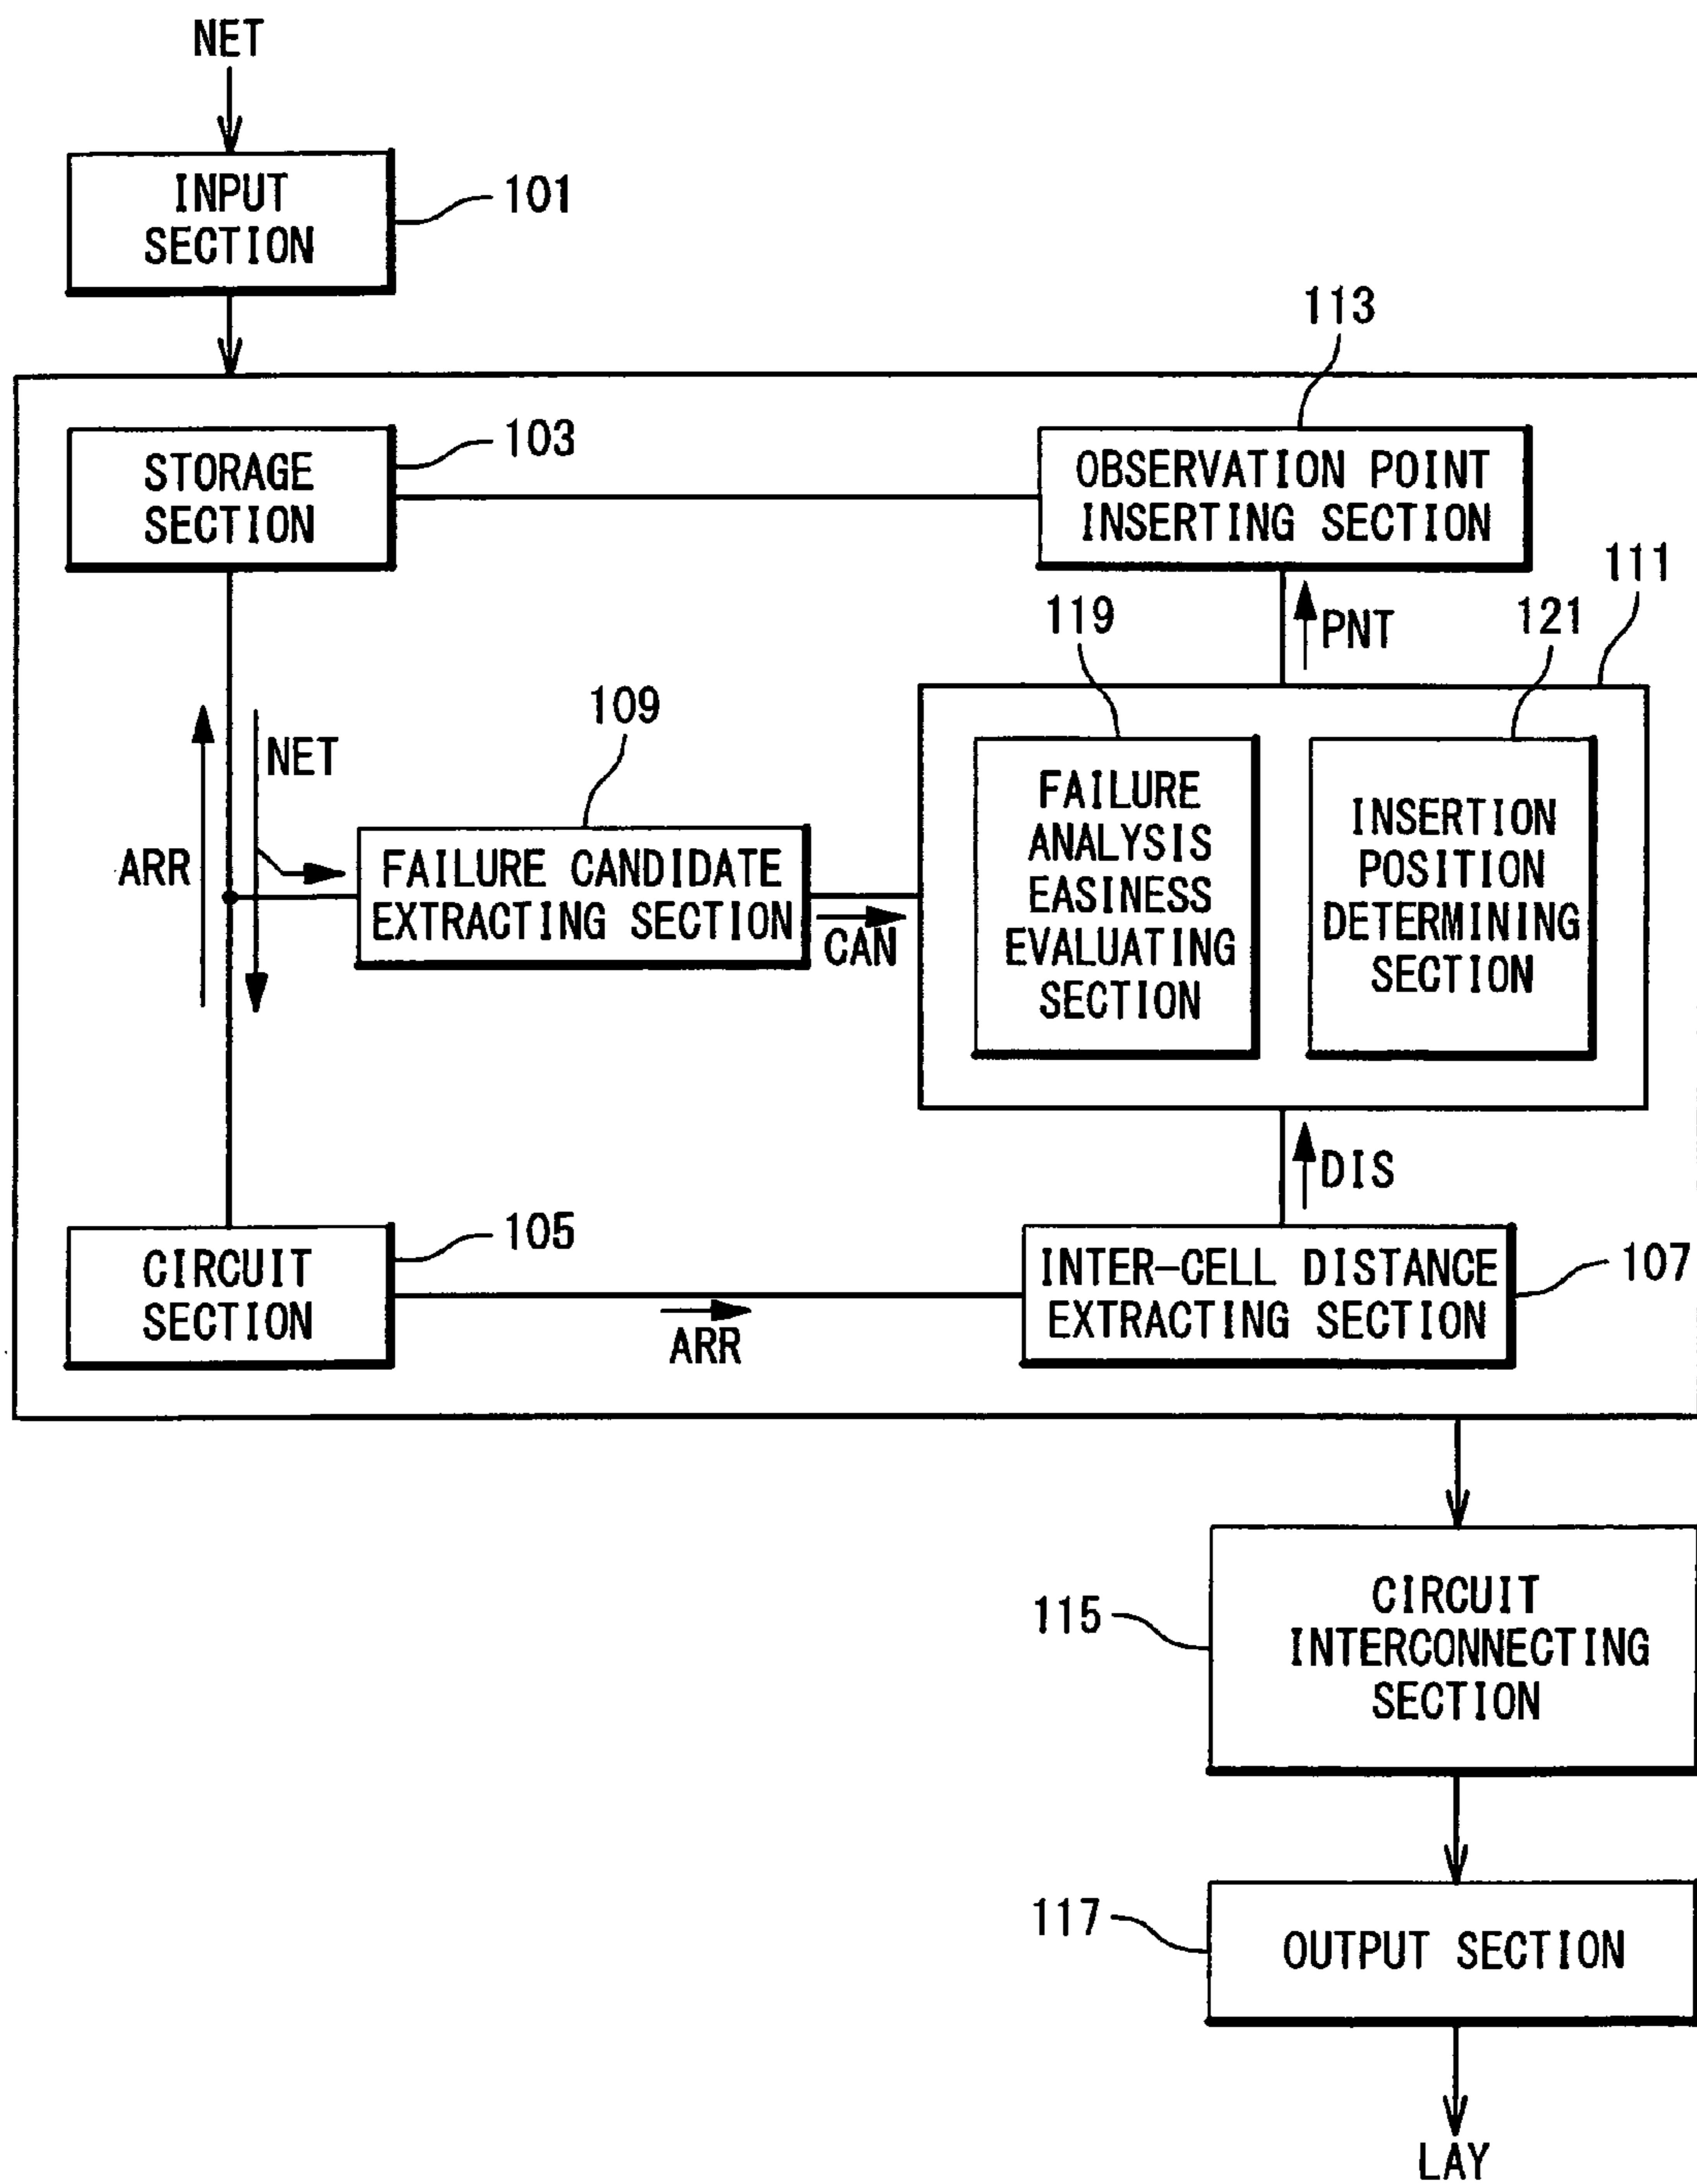 NET
INPUT
SECTION
101
113
STORAGE
SECTION
103
OBSERVATION POINT
INSERTING SECTION
111
119
PNT
121
109
NET
ARR
FAILURE CANDIDATE
EXTRACTING SECTION
CAN
FAILURE
ANALYSIS
EASINESS
EVALUATING
SECTION
INSERTION
POSITION
DETERMINING
SECTION
DIS
CIRCUIT
SECTION
105
ARR
INTER-CELL DISTANCE
EXTRACTING SECTION
107
115
CIRCUIT
INTERCONNECTING
SECTION
117
OUTPUT SECTION
LAY